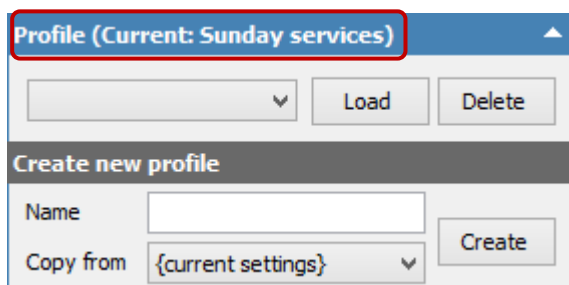 Profile (Current: Sunday services)
Load Delete
Create new profile
Name
Create
Copy from {current settings}